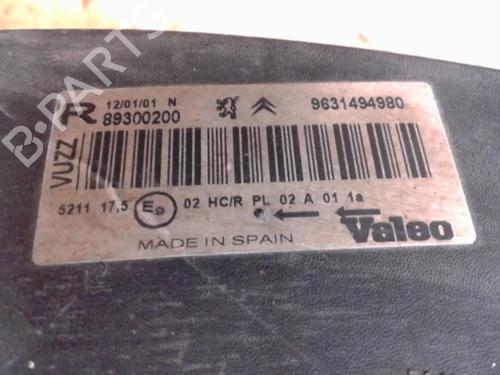 B-PARTS
R 12/01/01 N 9631494980
89300200
VUZZ
5211 17,5 E9 02 HC/R PL 02 A 01 1a
MADE IN SPAIN Valeo